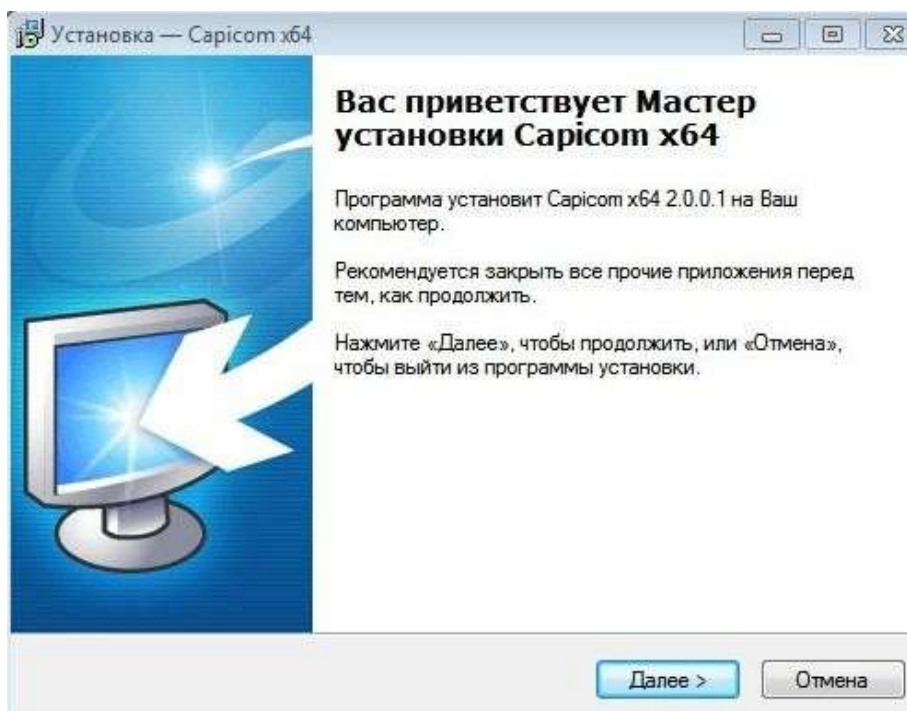 Установка — Capicom x64
Вас приветствует Мастер
установки Capicom x64
Программа установит Capicom x64 2.0.0.1 на Ваш
компьютер.
Рекомендуется закрыть все прочие приложения перед
тем, как продолжить.
Нажмите «Далее», чтобы продолжить, или «Отмена»,
чтобы выйти из программы установки.
Далее >
Отмена